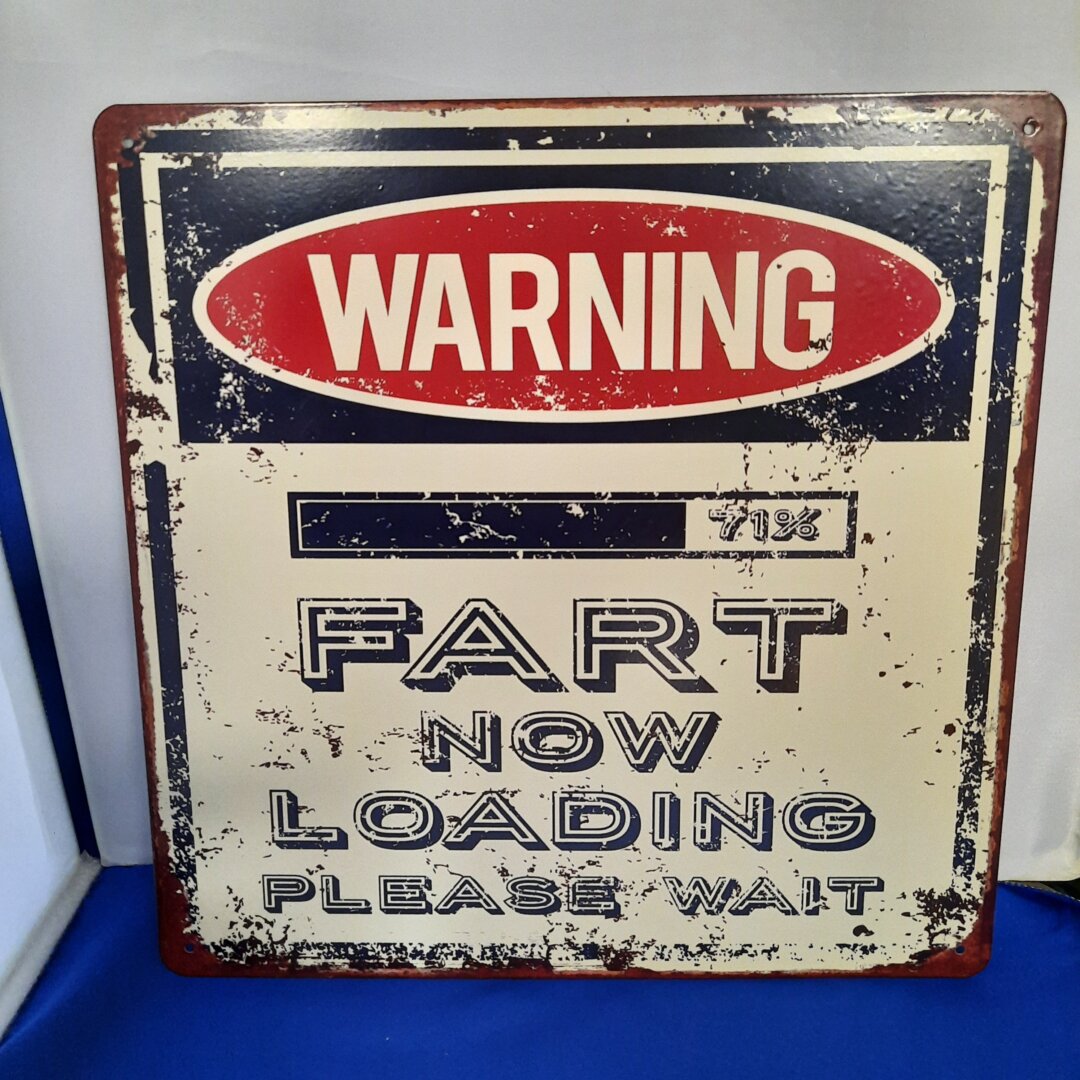 WARNING
71%
FART
NOW
LOADING
PLEASE WAIT